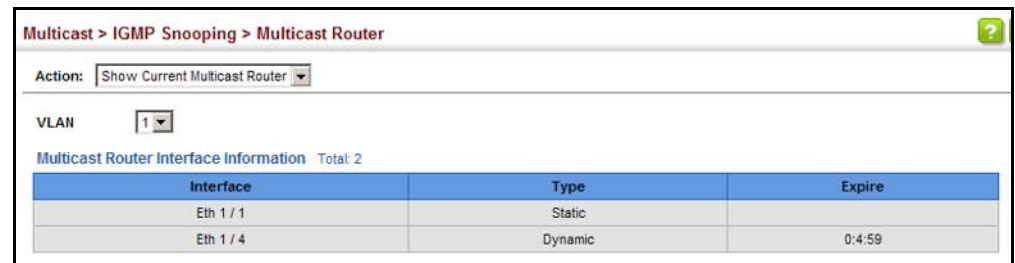 Multicast > IGMP Snooping > Multicast Router
?
Action: Show Current Multicast Router
VLAN 1
Multicast Router Interface Information Total: 2
Interface Type Expire
Eth 1 / 1 Static
Eth 1 / 4 Dynamic 0:4:59